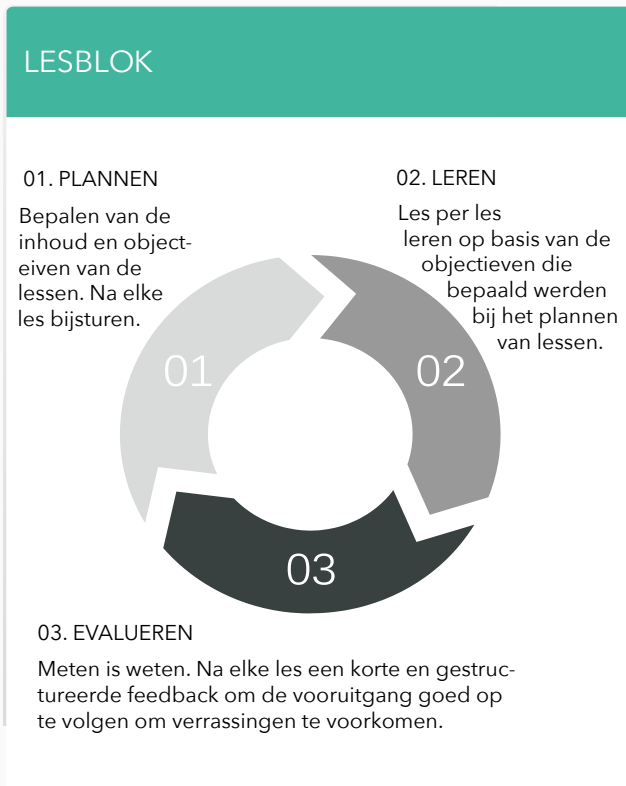 LESBLOK
01. PLANNEN
Bepalen van de
inhoud en object-
eiven van de
lessen. Na elke
les bijsturen.
02. LEREN
Les per les
leren op basis van de
objectieven die
bepaald werden
bij het plannen
van lessen.
01
02
03
03. EVALUEREN
Meten is weten. Na elke les een korte en gestruc-
tureerde feedback om de vooruitgang goed op
te volgen om verrassingen te voorkomen.